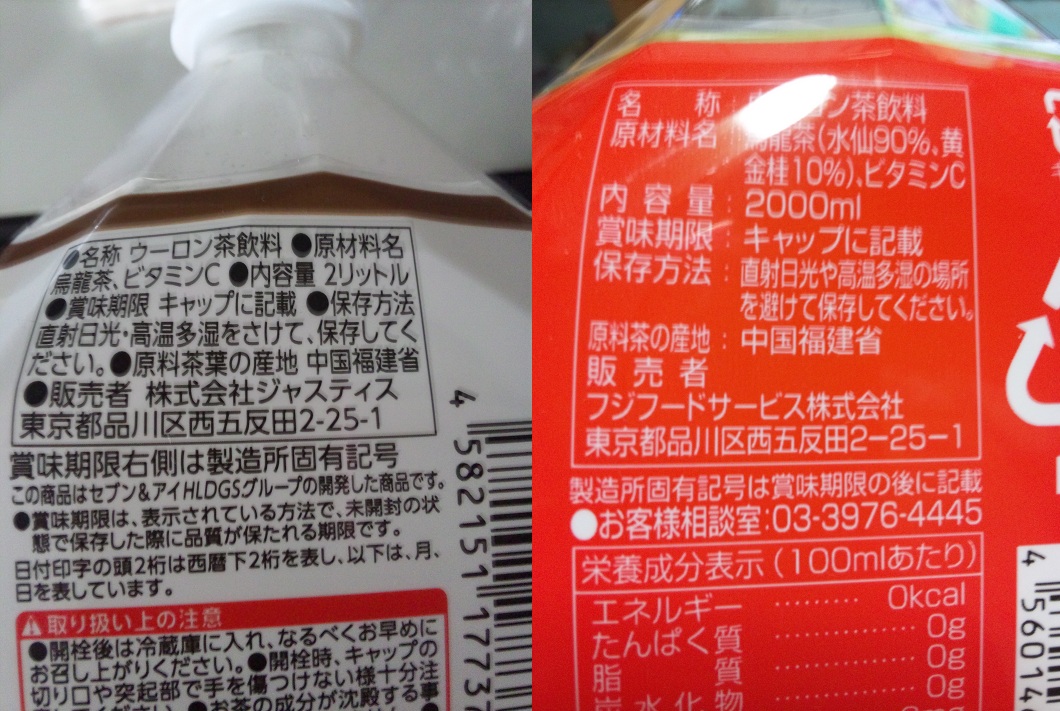 ●名称 ウーロン茶飲料 ●原材料名
烏龍茶、ビタミンC ●内容量 2リットル
●賞味期限 キャップに記載 ●保存方法
直射日光・高温多湿をさけて、保存してく
ださい。●原料茶葉の産地 中国福建省
●販売者 株式会社ジャスティス
東京都品川区西五反田2-25-1
賞味期限右側は製造所固有記号
この商品はセブン&アイHLDGSグループの開発した商品です。
●賞味期限は、表示されている方法で、未開封の状
態で保存した際に品質が保たれる期限です。
日付印字の頭2桁は西暦下2桁を表し、以下は、月、
日を表しています。
取り扱い上の注意
●開栓後は冷蔵庫に入れ、なるべくお早めに
お召し上がりください。●開栓時、キャップの
切り口や突起部で手を傷つけない様十分注
●お茶の成分が沈殿する事
4 582151 1773
名称:ウーロン茶飲料
原材料名:烏龍茶(水仙90%、黄
金桂10%)、ビタミンC
内容量:2000ml
賞味期限:キャップに記載
保存方法:直射日光や高温多湿の場所
を避けて保存してください。
原料茶の産地:中国福建省
販売者
フジフードサービス株式会社
東京都品川区西五反田2-25-1
製造所固有記号は賞味期限の後に記載
●お客様相談室:03-3976-4445
栄養成分表示(100mlあたり)
エネルギー ……… 0kcal
たんぱく質 ……… 0g
脂質 ……… 0g
炭水化物 ……… 0g
4 56014